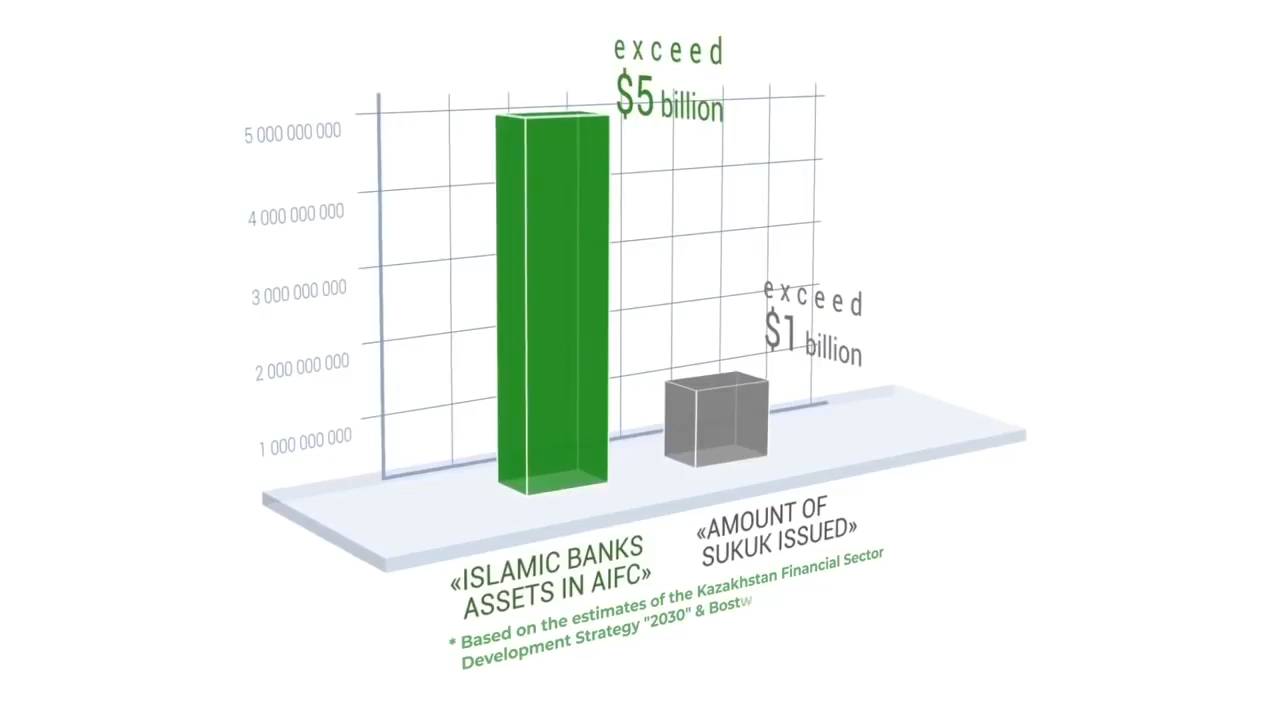 exceed
$5 billion
5 000 000 000
4 000 000 000
3 000 000 000
2 000 000 000
1 000 000 000
exceed
$1 billion
«ISLAMIC BANKS
ASSETS IN AIFC»
«AMOUNT OF
SUKUK ISSUED»
* Based on the estimates of the Kazakhstan Financial Sector
Development Strategy "2030" & Bostw